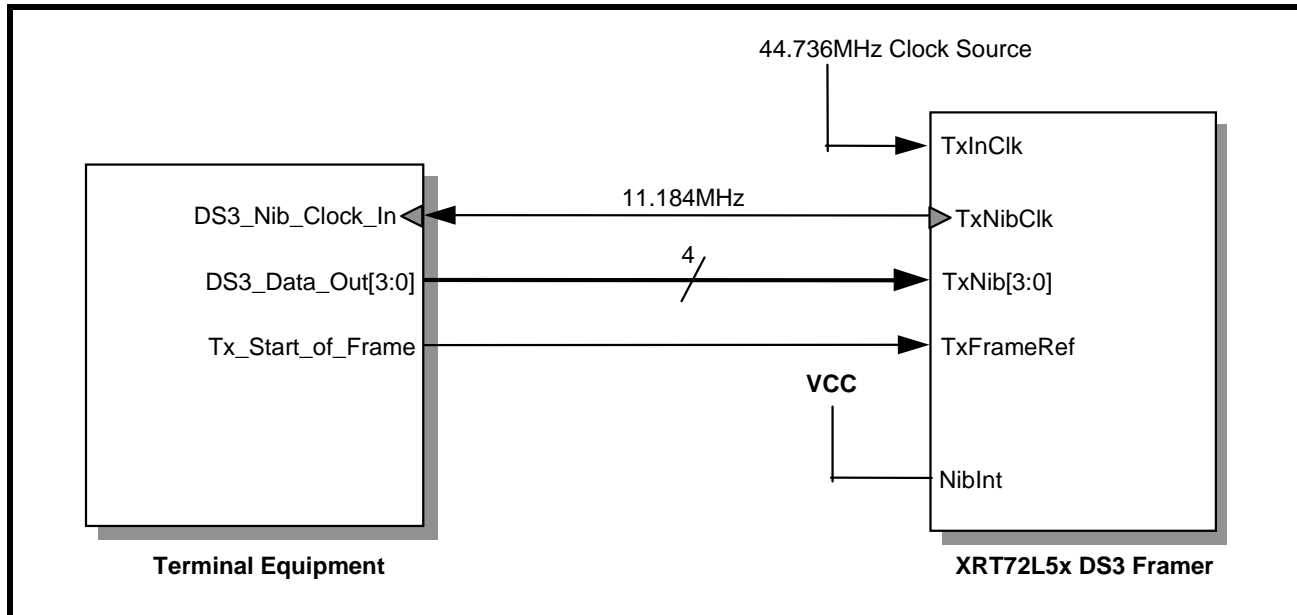 44.736MHz Clock Source
TxInClk
DS3_Nib_Clock_In
11.184MHz
TxNibClk
DS3_Data_Out[3:0]
4
TxNib[3:0]
Tx_Start_of_Frame
TxFrameRef
VCC
NibInt
Terminal Equipment
XRT72L5x DS3 Framer